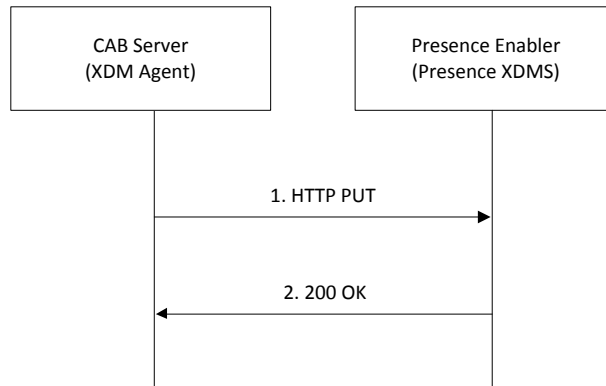 CAB Server
(XDM Agent)
Presence Enabler
(Presence XDMS)
1. HTTP PUT
2. 200 OK